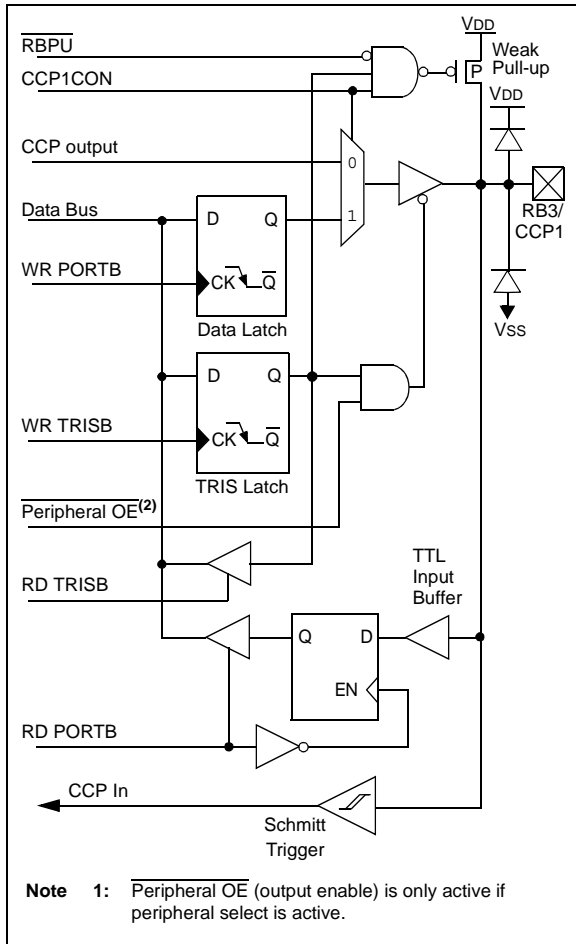 VDD
RBPU
Weak
Pull-up
P
CCP1CON
VDD
CCP output
0
Data Bus
D
Q
1
RB3/
CCP1
WR PORTB
CK
Q
VSS
Data Latch
D
Q
WR TRISB
CK
Q
TRIS Latch
Peripheral OE(2)
TTL
Input
Buffer
RD TRISB
Q
D
EN
RD PORTB
CCP In
Schmitt
Trigger
Note 1: Peripheral OE (output enable) is only active if
peripheral select is active.